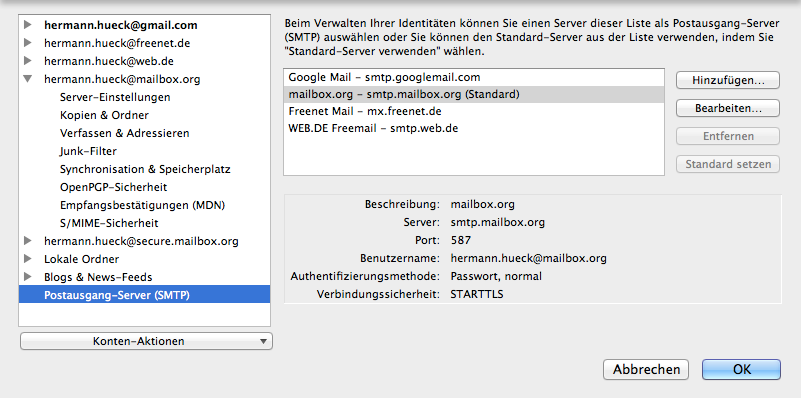 hermann.hueck@gmail.com
hermann.hueck@freenet.de
hermann.hueck@web.de
hermann.hueck@mailbox.org
Server-Einstellungen
Kopien & Ordner
Verfassen & Adressieren
Junk-Filter
Synchronisation & Speicherplatz
OpenPGP-Sicherheit
Empfangsbestätigungen (MDN)
S/MIME-Sicherheit
hermann.hueck@secure.mailbox.org
Lokale Ordner
Blogs & News-Feeds
Postausgang-Server (SMTP)
Konten-Aktionen
Beim Verwalten Ihrer Identitäten können Sie einen Server dieser Liste als Postausgang-Server
(SMTP) auswählen oder Sie können den Standard-Server aus der Liste verwenden, indem Sie
"Standard-Server verwenden" wählen.
Google Mail - smtp.googlemail.com
mailbox.org - smtp.mailbox.org (Standard)
Freenet Mail - mx.freenet.de
WEB.DE Freemail - smtp.web.de
Hinzufügen...
Bearbeiten...
Entfernen
Standard setzen
Beschreibung: mailbox.org
Server: smtp.mailbox.org
Port: 587
Benutzername: hermann.hueck@mailbox.org
Authentifizierungsmethode: Passwort, normal
Verbindungssicherheit: STARTTLS
Abbrechen
OK